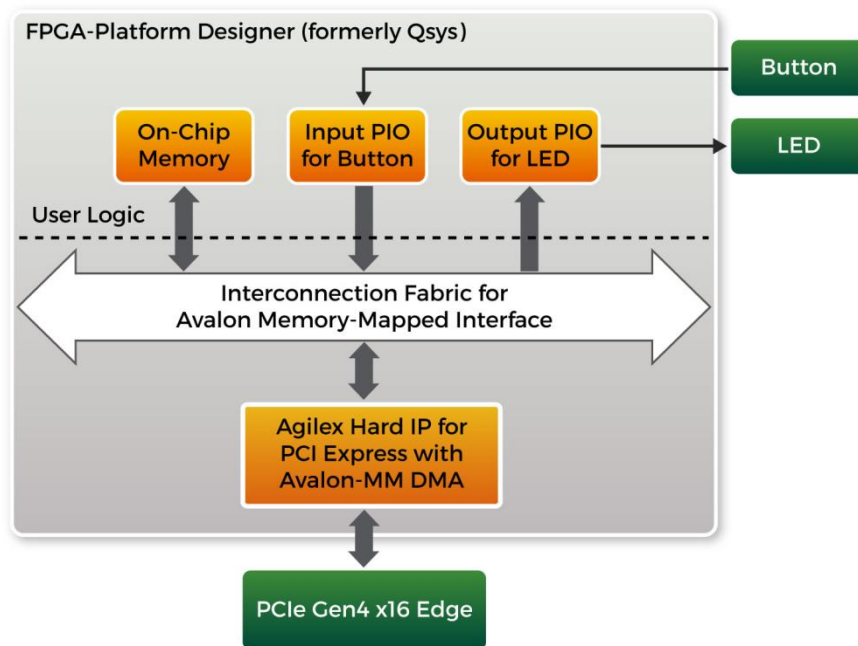 FPGA-Platform Designer (formerly Qsys)
Button
On-Chip
Memory
Input PIO
for Button
Output PIO
for LED
LED
User Logic
Interconnection Fabric for
Avalon Memory-Mapped Interface
Agilex Hard IP for
PCI Express with
Avalon-MM DMA
PCIe Gen4 x16 Edge